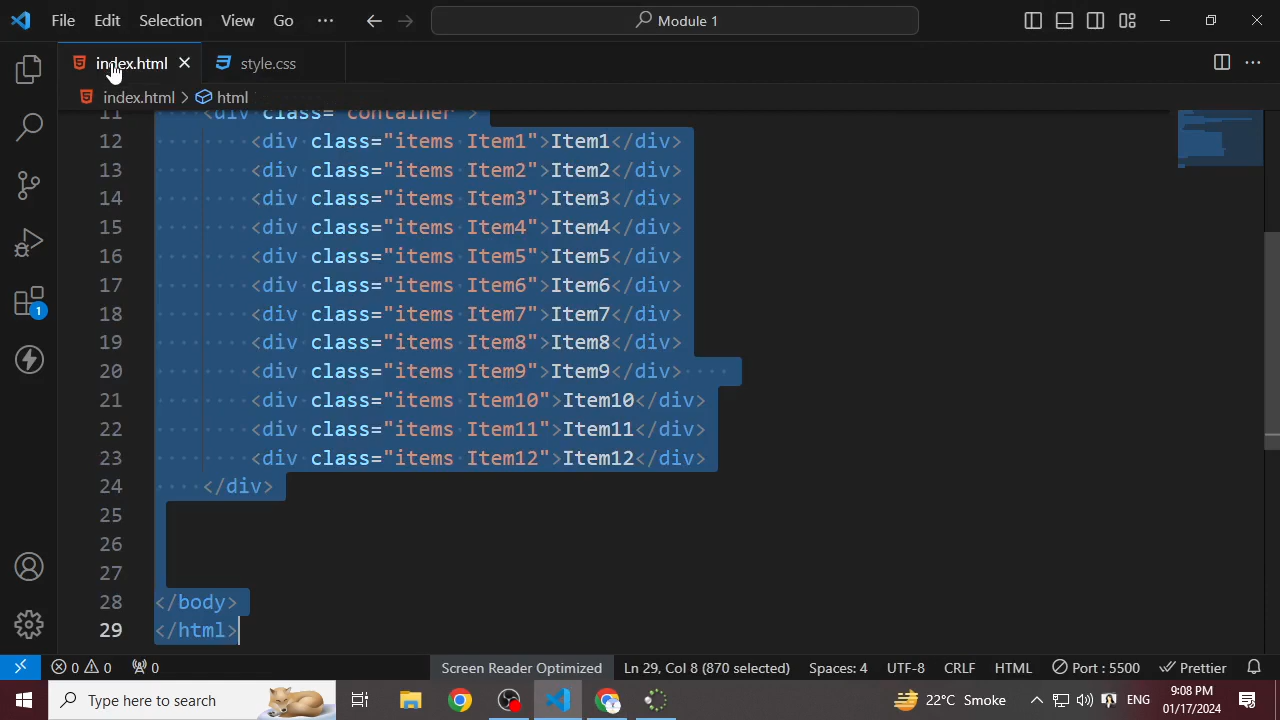 File Edit Selection View Go ··· Module 1
index.html style.css
index.html > html
11 <div class="container">
12 <div class="items Item1">Item1</div>
13 <div class="items Item2">Item2</div>
14 <div class="items Item3">Item3</div>
15 <div class="items Item4">Item4</div>
16 <div class="items Item5">Item5</div>
17 <div class="items Item6">Item6</div>
18 <div class="items Item7">Item7</div>
19 <div class="items Item8">Item8</div>
20 <div class="items Item9">Item9</div>
21 <div class="items Item10">Item10</div>
22 <div class="items Item11">Item11</div>
23 <div class="items Item12">Item12</div>
24 </div>
25
26
27
28 </body>
29 </html>
1
0 0 0 Screen Reader Optimized Ln 29, Col 8 (870 selected) Spaces: 4 UTF-8 CRLF HTML Port : 5500 Prettier
Type here to search 22°C Smoke ENG 9:08 PM
01/17/2024